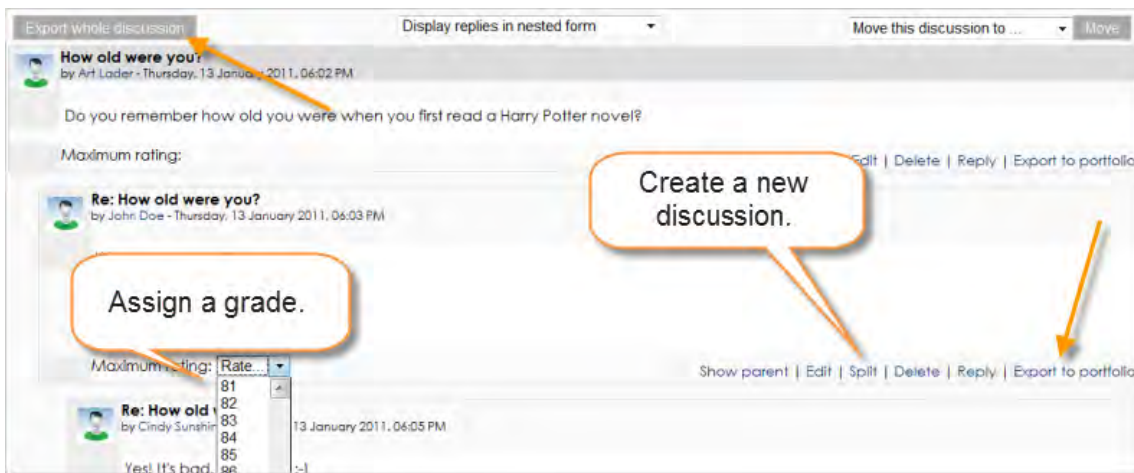 Export whole discussion Display replies in nested form Move this discussion to ... Move
How old were you?
by Art Lader - Thursday, 13 January 2011, 06:02 PM
Do you remember how old you were when you first read a Harry Potter novel?
Maximum rating:
Edit | Delete | Reply | Export to portfolio
Create a new
discussion.
Re: How old were you?
by John Doe - Thursday, 13 January 2011, 06:03 PM
Assign a grade.
Maximum rating: Rate...
Show parent | Edit | Split | Delete | Reply | Export to portfolio
81
82
83
84
85
86
Re: How old
by Cindy 13 January 2011, 06:05 PM
Yes! It's bad :-)